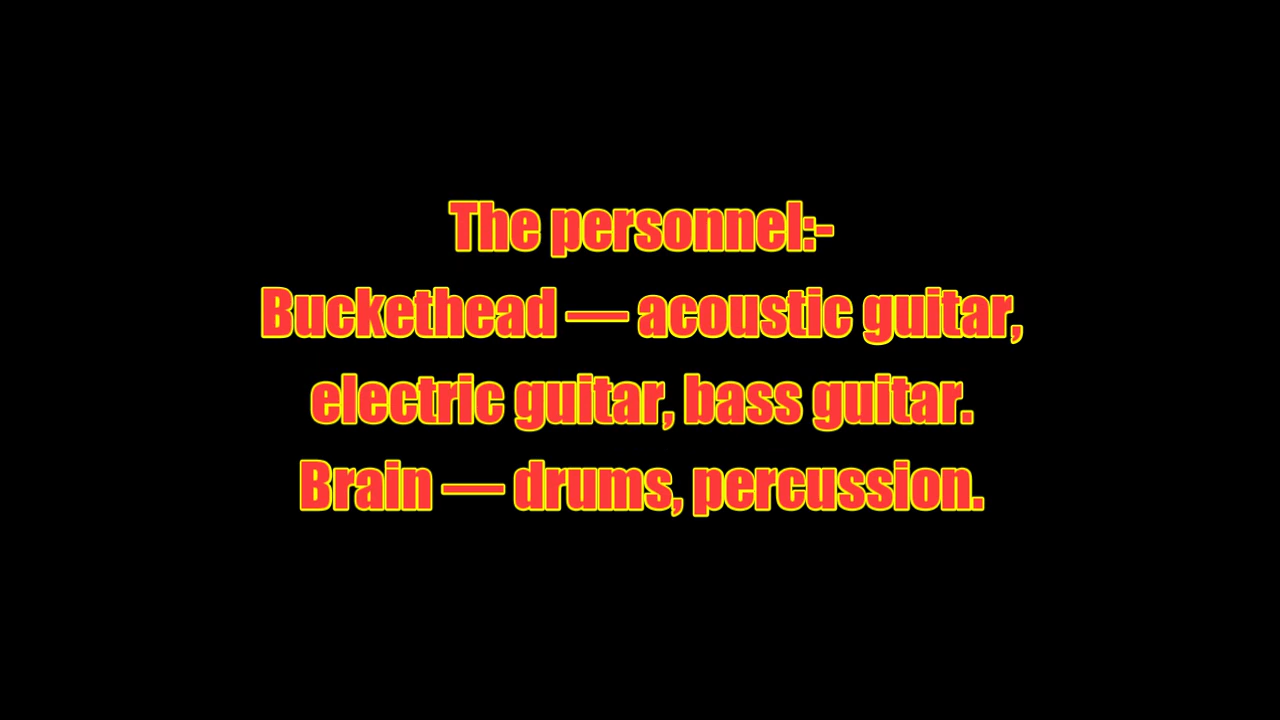 The personnel:-
Buckethead — acoustic guitar,
electric guitar, bass guitar.
Brain — drums, percussion.